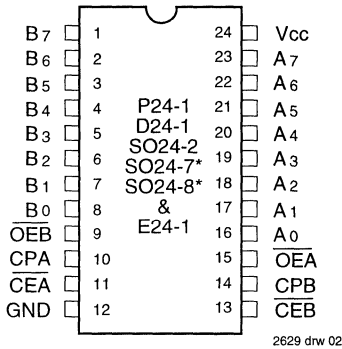 B7 1 24 Vcc
B6 2 23 A7
B5 3 22 A6
B4 4 P24-1 21 A5
B3 5 D24-1 20 A4
SO24-2
B2 6 19 A3
SO24-7*
B1 7 18 A2
SO24-8*
B0 8 & 17 A1
OEB 9 E24-1 16 A0
CPA 10 15 OEA
CEA 11 14 CPB
GND 12 13 CEB
2629 drw 02